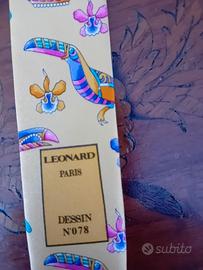 LEONARD
PARIS
DESSIN
N°078
subito